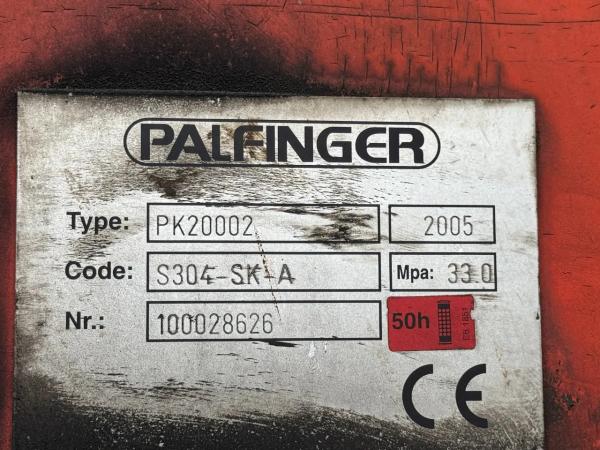 PALFINGER
Type: PK20002 2005
Code: S304-SK-A Mpa: 33.0
Nr.: 100028626 50h
CE